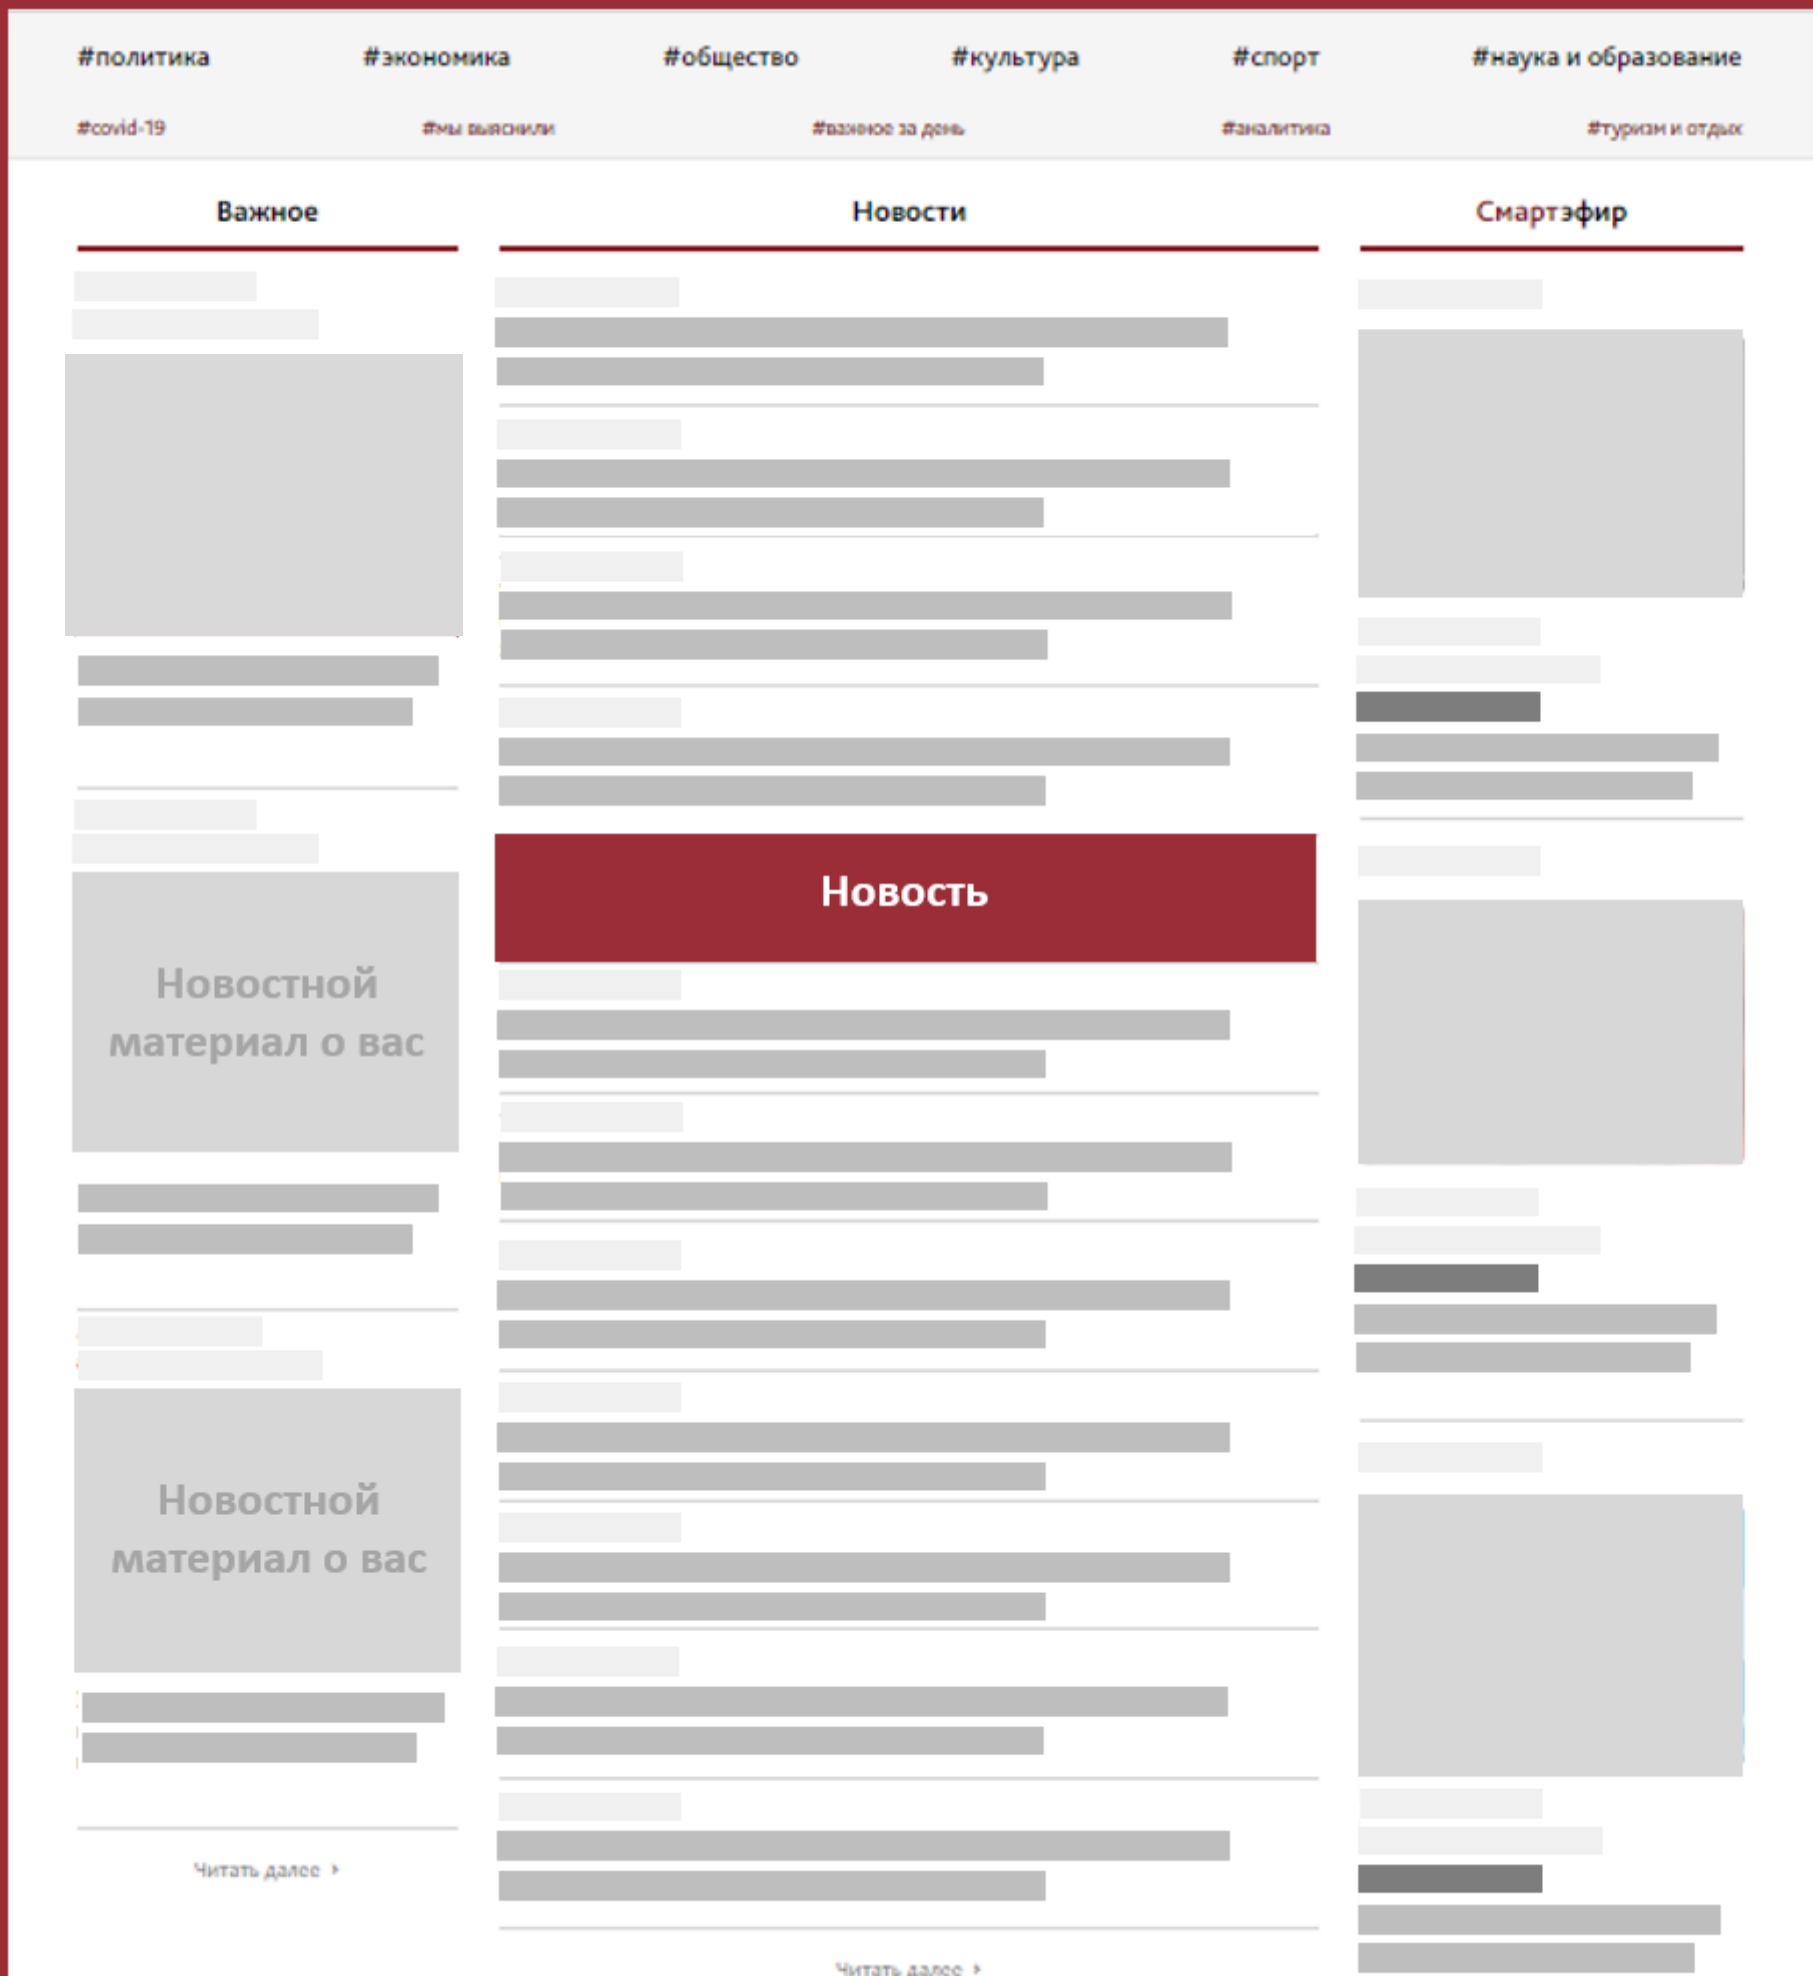 #политика #экономика #общество #культура #спорт #наука и образование
#covid-19 #мы выяснили #важное за день #аналитика #туризм и отдых
Важное
Новости
Смартэфир
Новость
Новостной
материал о вас
Новостной
материал о вас
Читать далее ›
Читать далее ›